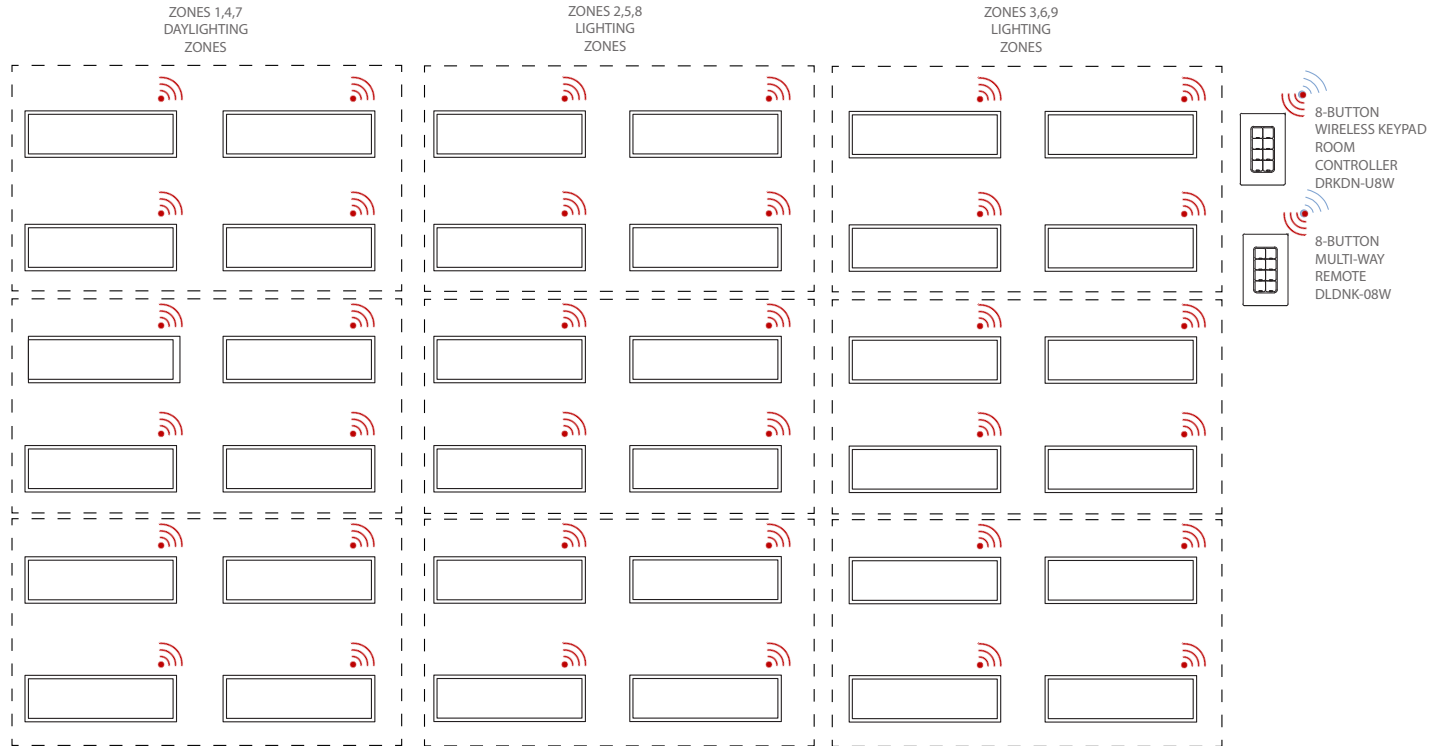 ZONES 1,4,7
DAYLIGHTING
ZONES
ZONES 2,5,8
LIGHTING
ZONES
ZONES 3,6,9
LIGHTING
ZONES
8-BUTTON
WIRELESS KEYPAD
ROOM
CONTROLLER
DRKDN-U8W
8-BUTTON
MULTI-WAY
REMOTE
DLDNK-08W